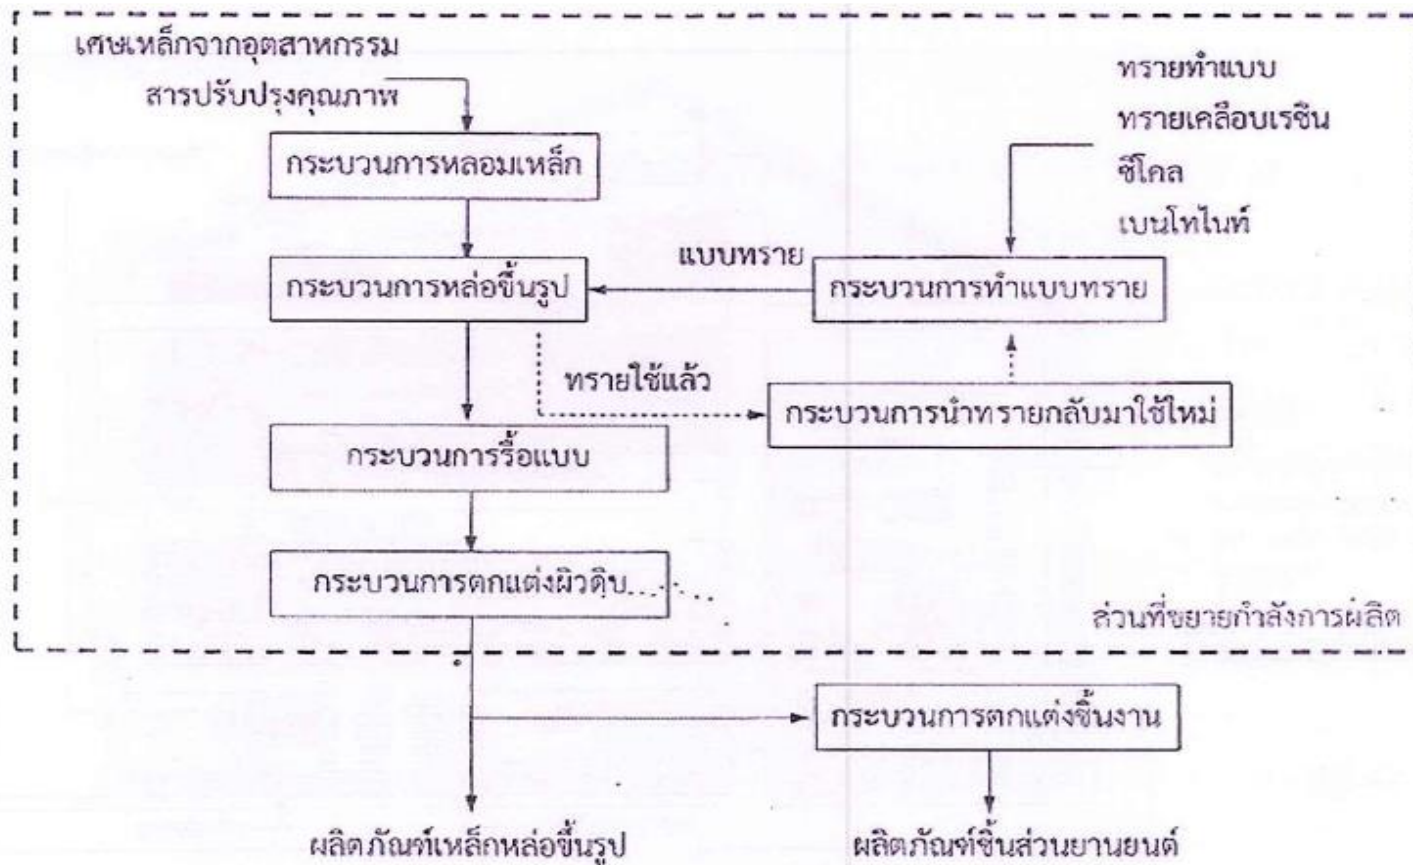 เศษเหล็กจากอุตสาหกรรม
สารปรับปรุงคุณภาพ
ทรายทำแบบ
ทรายเคลือบเรซิน
ซีโคล
เบนโทไนท์
กระบวนการหลอมเหล็ก
กระบวนการหล่อขึ้นรูป
แบบทราย
กระบวนการทำแบบทราย
ทรายใช้แล้ว
กระบวนการนำทรายกลับมาใช้ใหม่
กระบวนการรื้อแบบ
กระบวนการตกแต่งผิวดิบ
ส่วนที่ขยายกำลังการผลิต
กระบวนการตกแต่งชิ้นงาน
ผลิตภัณฑ์เหล็กหล่อขึ้นรูป
ผลิตภัณฑ์ชิ้นส่วนยานยนต์